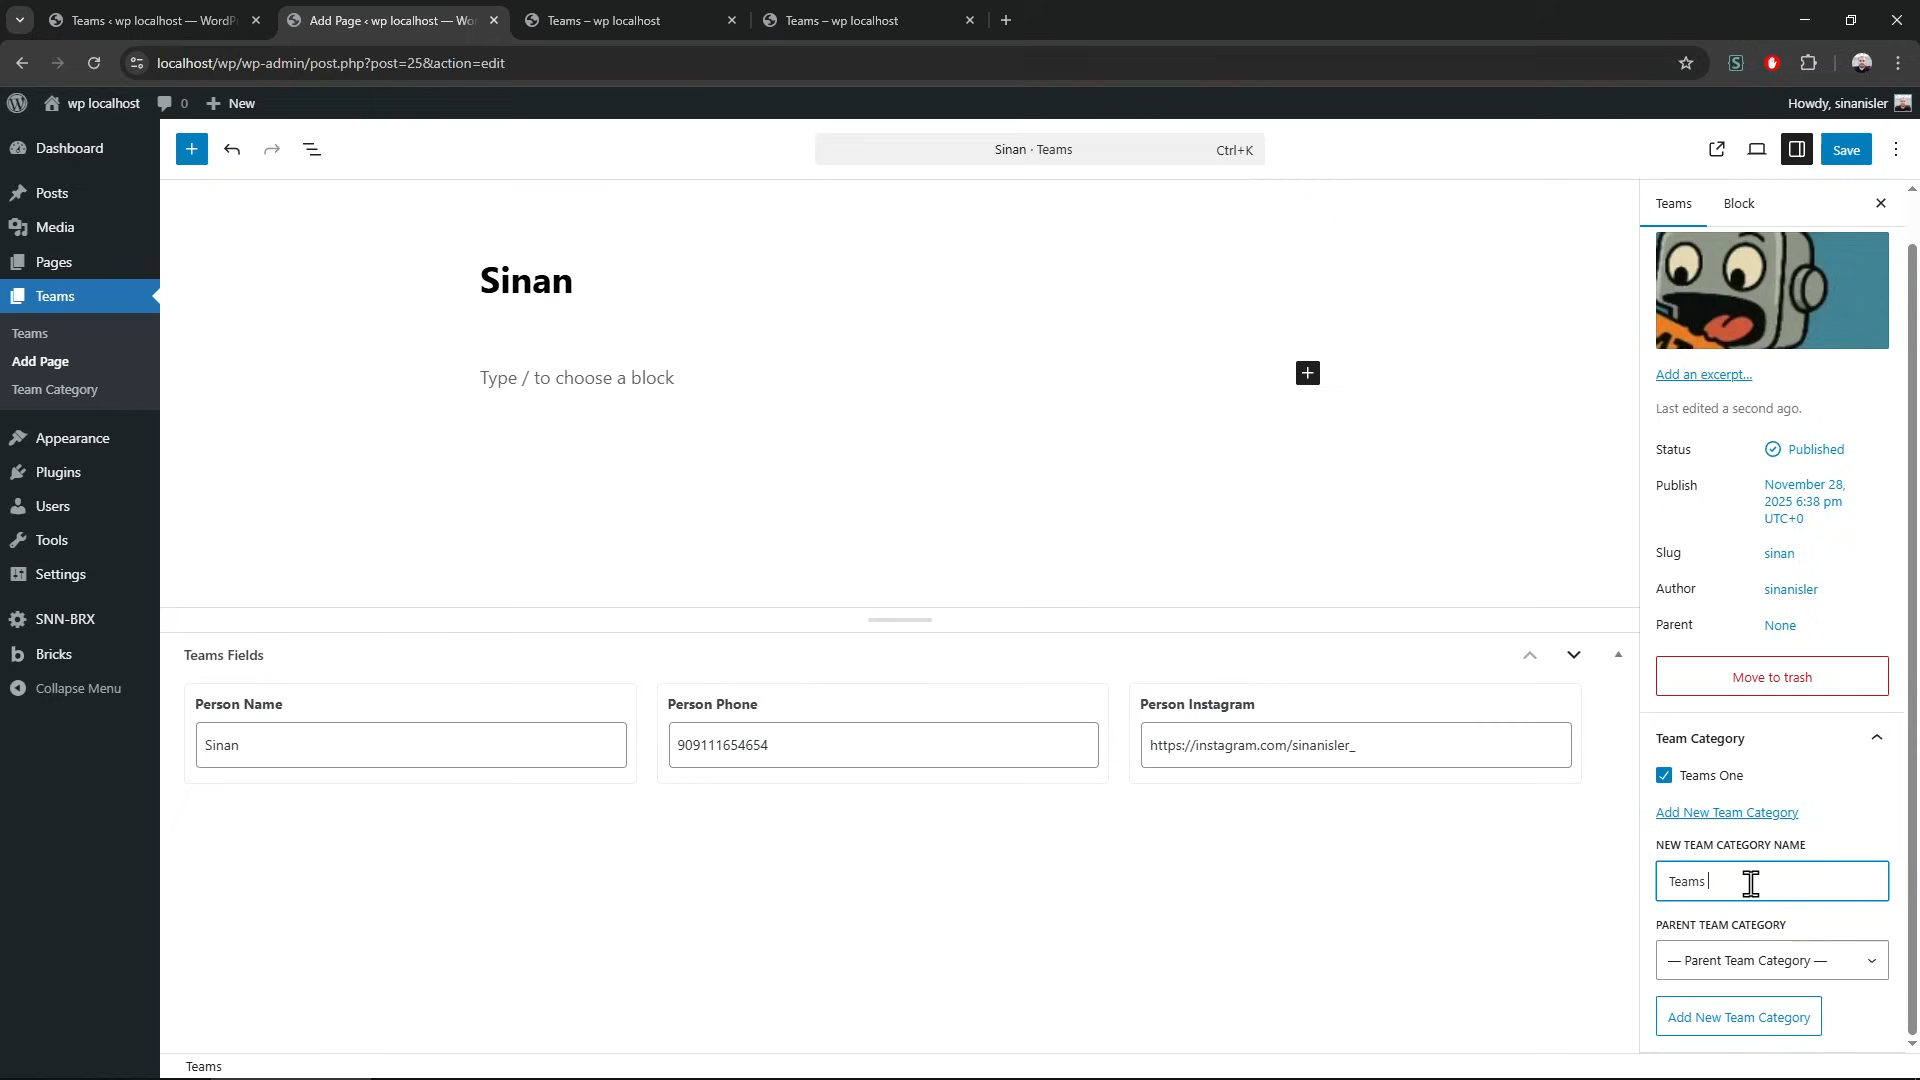 Teams ‹ wp localhost — WordPr
Add Page ‹ wp localhost — Wo
Teams – wp localhost
Teams – wp localhost
localhost/wp/wp-admin/post.php?post=25&action=edit
wp localhost
0
New
Howdy, sinanisler
Dashboard
Posts
Media
Pages
Teams
Teams
Add Page
Team Category
Appearance
Plugins
Users
Tools
Settings
SNN-BRX
Bricks
Collapse Menu
Sinan · Teams
Ctrl+K
Save
Sinan
Type / to choose a block
Teams Fields
Person Name
Sinan
Person Phone
909111654654
Person Instagram
https://instagram.com/sinanisler_
Teams
Teams
Block
Add an excerpt...
Last edited a second ago.
Status
Published
Publish
November 28,
2025 6:38 pm
UTC+0
Slug
sinan
Author
sinanisler
Parent
None
Move to trash
Team Category
Teams One
Add New Team Category
NEW TEAM CATEGORY NAME
Teams
PARENT TEAM CATEGORY
— Parent Team Category —
Add New Team Category